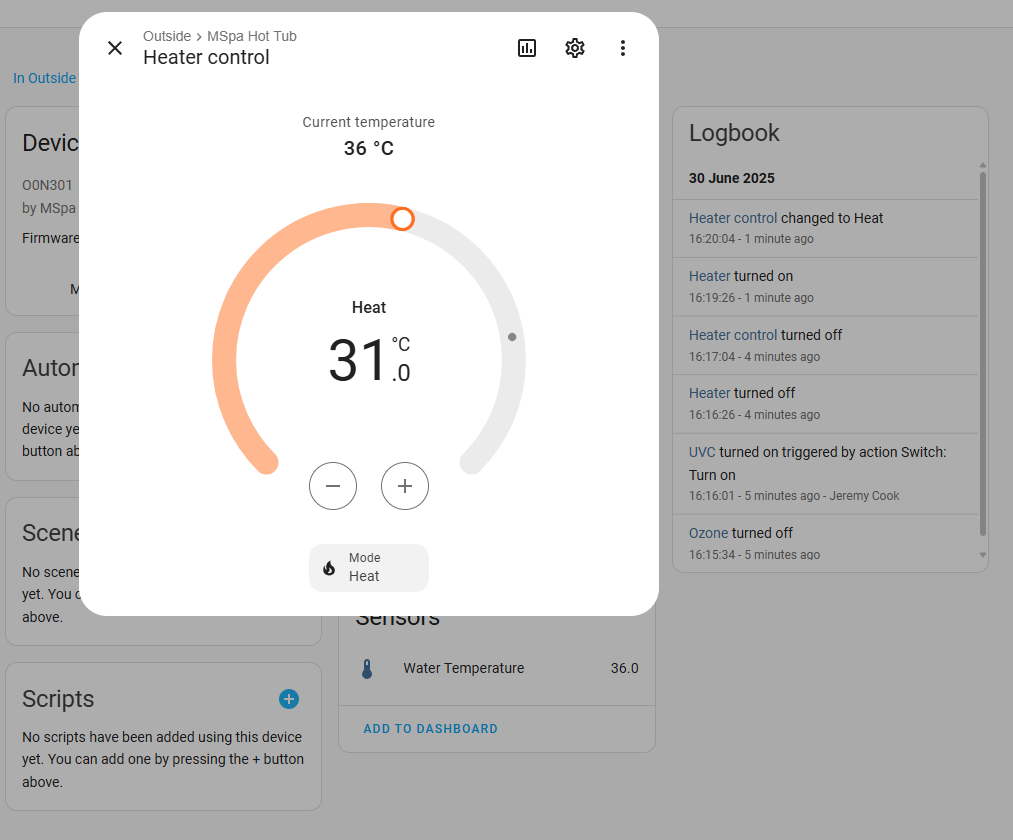 Outside > MSpa Hot Tub
Heater control
Current temperature
36 °C
Heat
31.0 °C
Mode
Heat
In Outside
Devic
O0N301
by MSpa
Firmware
M
Autor
No autom
device ye
button ab
Scene
No scene
yet. You c
above.
Scripts
No scripts have been added using this device
yet. You can add one by pressing the + button
above.
Sensors
Water Temperature 36.0
ADD TO DASHBOARD
Logbook
30 June 2025
Heater control changed to Heat
16:20:04 - 1 minute ago
Heater turned on
16:19:26 - 1 minute ago
Heater control turned off
16:17:04 - 4 minutes ago
Heater turned off
16:16:26 - 4 minutes ago
UVC turned on triggered by action Switch:
Turn on
16:16:01 - 5 minutes ago - Jeremy Cook
Ozone turned off
16:15:34 - 5 minutes ago